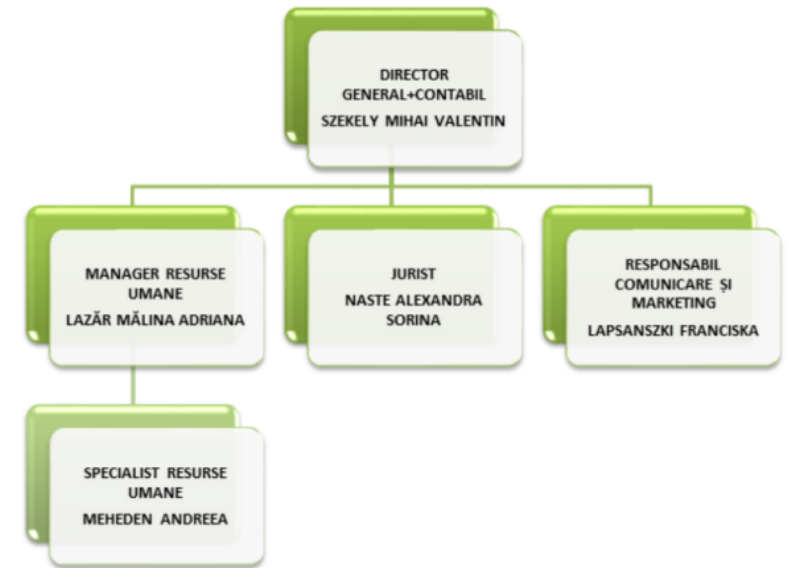 DIRECTOR
GENERAL+CONTABIL
SZEKELY MIHAI VALENTIN
MANAGER RESURSE
UMANE
LAZĂR MĂLINA ADRIANA
JURIST
NASTE ALEXANDRA
SORINA
RESPONSABIL
COMUNICARE ȘI
MARKETING
LAPSANSZKI FRANCISKA
SPECIALIST RESURSE
UMANE
MEHEDEN ANDREEA